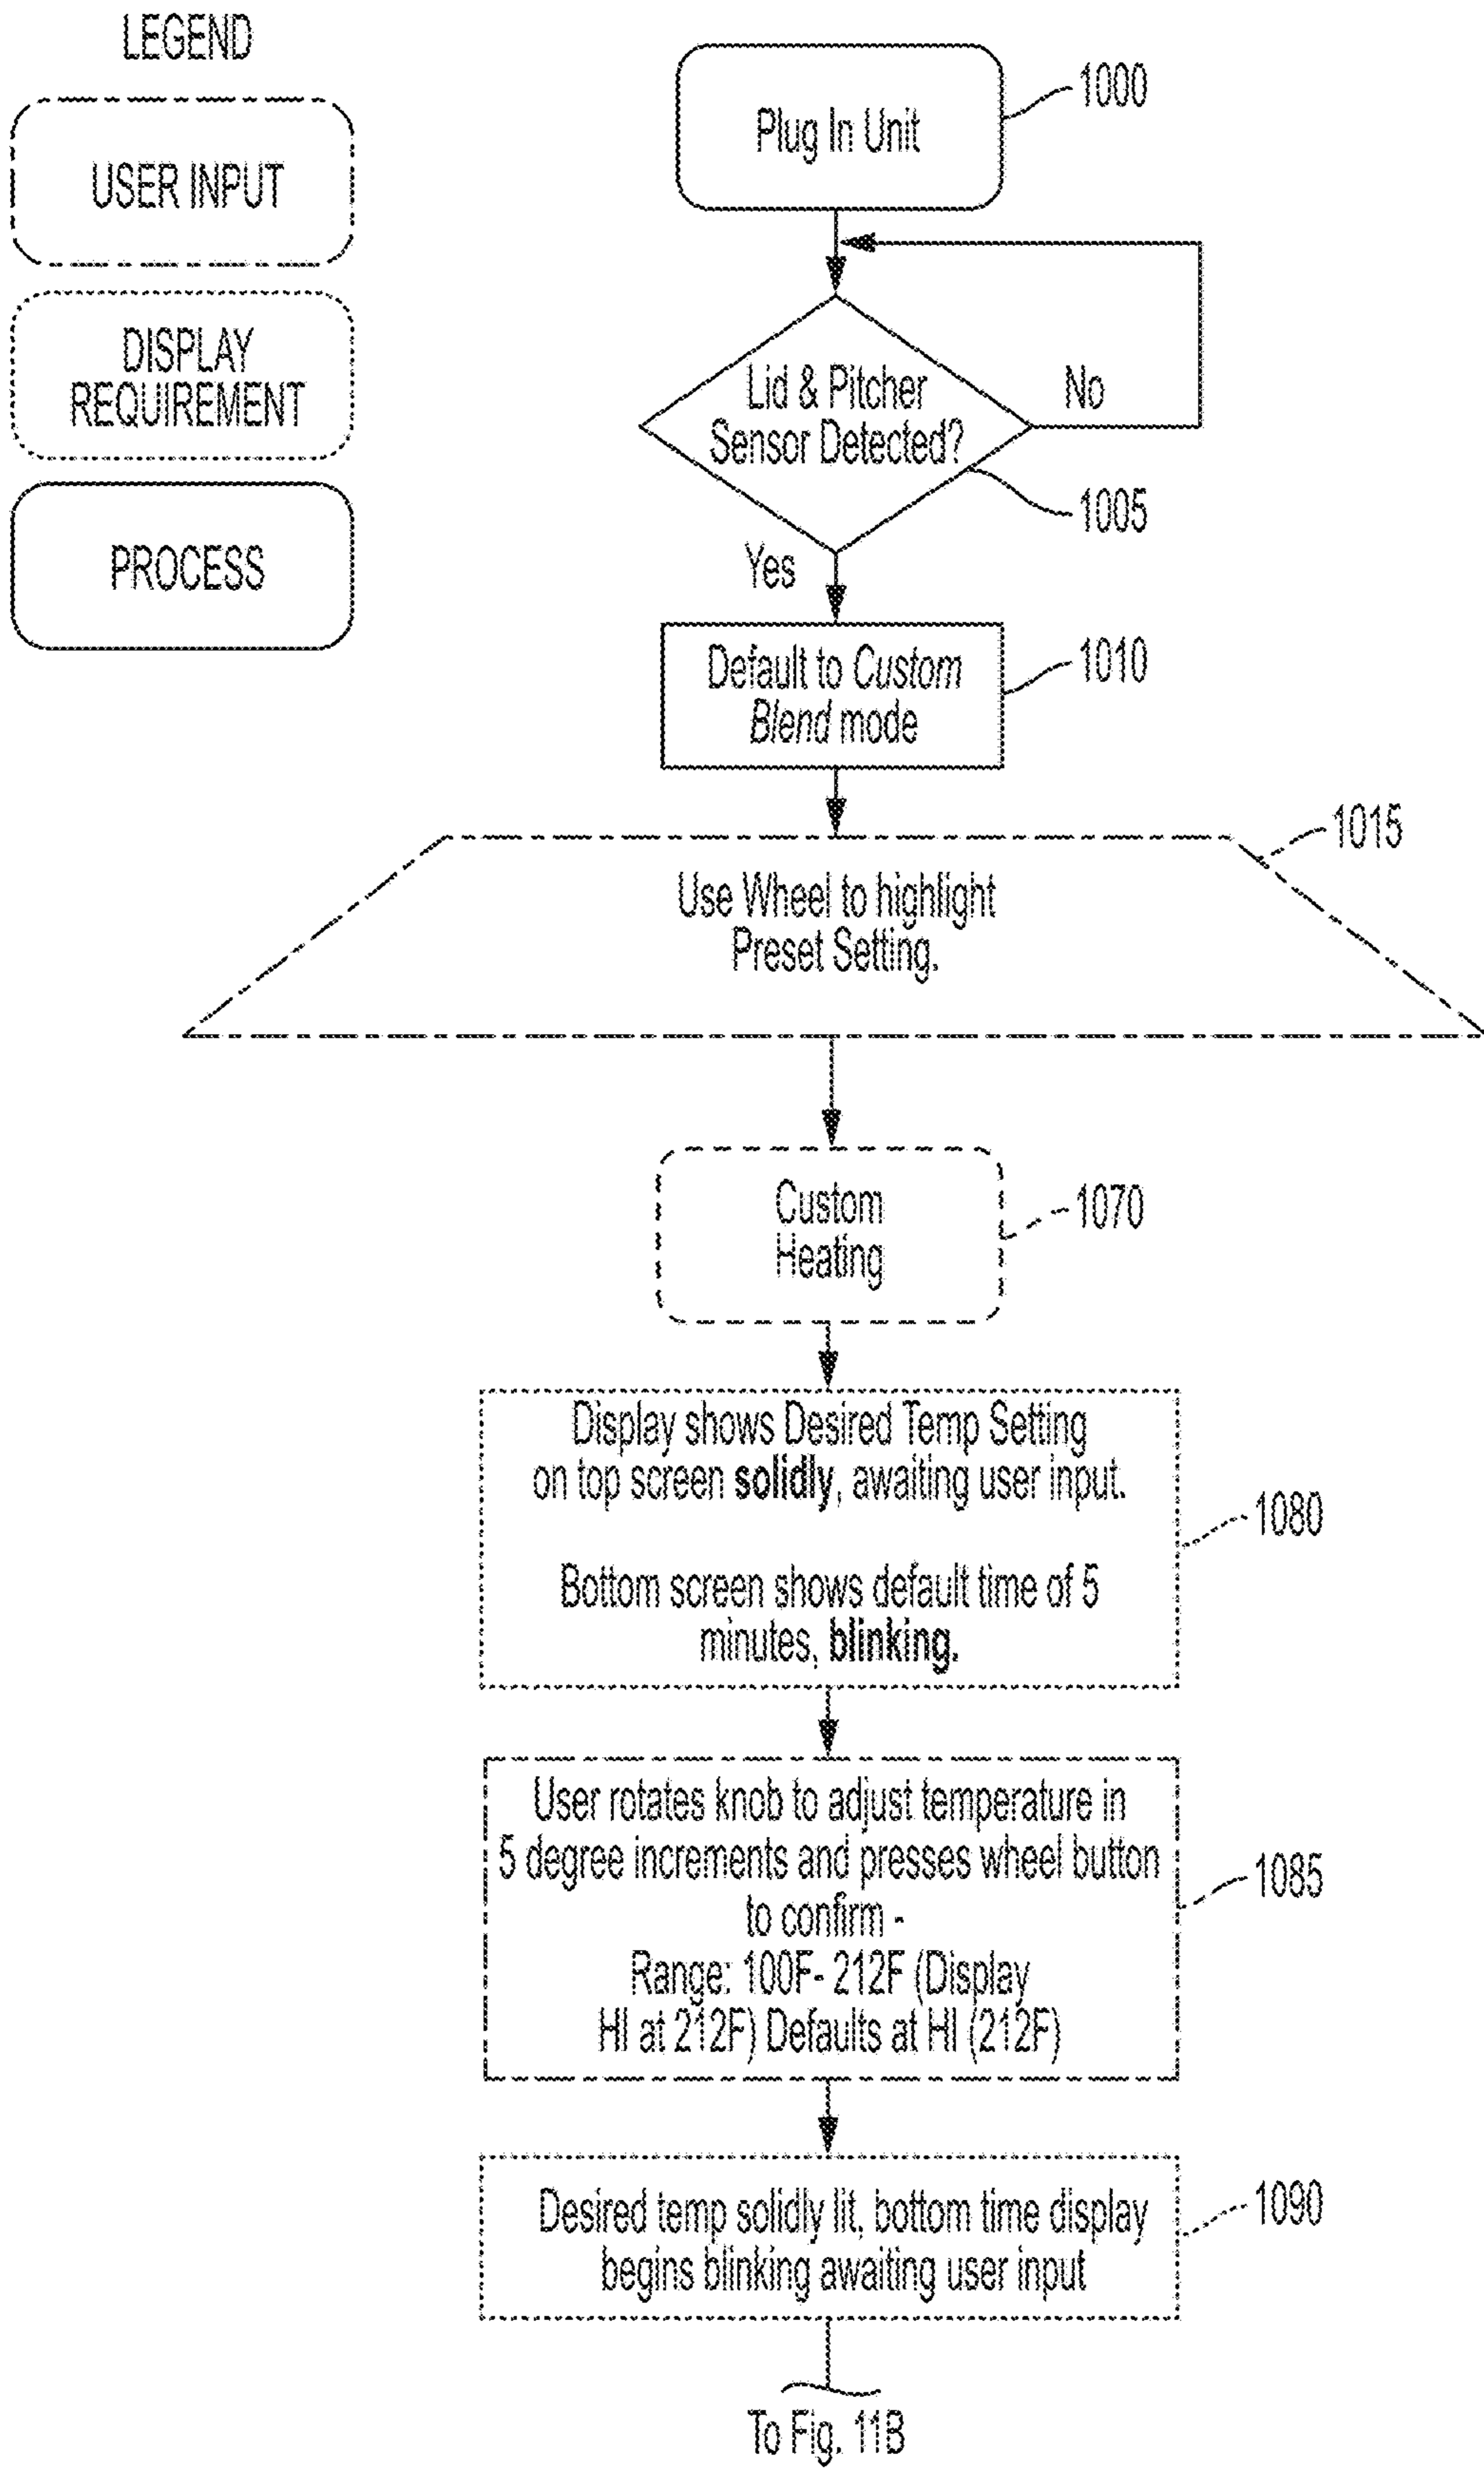 LEGEND
USER INPUT
DISPLAY
REQUIREMENT
PROCESS
Plug In Unit
1000
Lid & Pitcher
Sensor Detected?
No
1005
Yes
Default to Custom
Blend mode
1010
1015
Use Wheel to highlight
Preset Setting.
Custom
Heating
1070
Display shows Desired Temp Setting
on top screen solidly, awaiting user input.
Bottom screen shows default time of 5
minutes, blinking.
1080
User rotates knob to adjust temperature in
5 degree increments and presses wheel button
to confirm -
Range: 100F- 212F (Display
HI at 212F) Defaults at HI (212F)
1085
Desired temp solidly lit, bottom time display
begins blinking awaiting user input
1090
To Fig. 11B